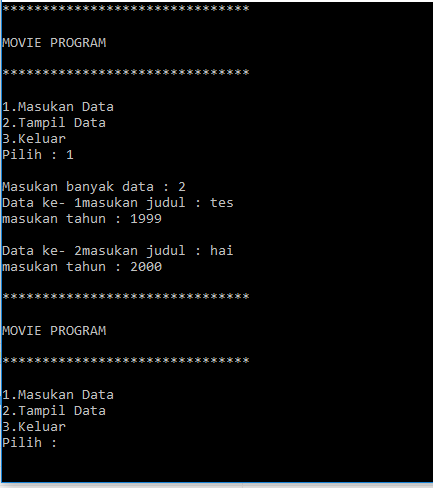 *******************************
MOVIE PROGRAM
*******************************
1.Masukan Data
2.Tampil Data
3.Keluar
Pilih : 1
Masukan banyak data : 2
Data ke- 1masukan judul : tes
masukan tahun : 1999
Data ke- 2masukan judul : hai
masukan tahun : 2000
*******************************
MOVIE PROGRAM
*******************************
1.Masukan Data
2.Tampil Data
3.Keluar
Pilih :